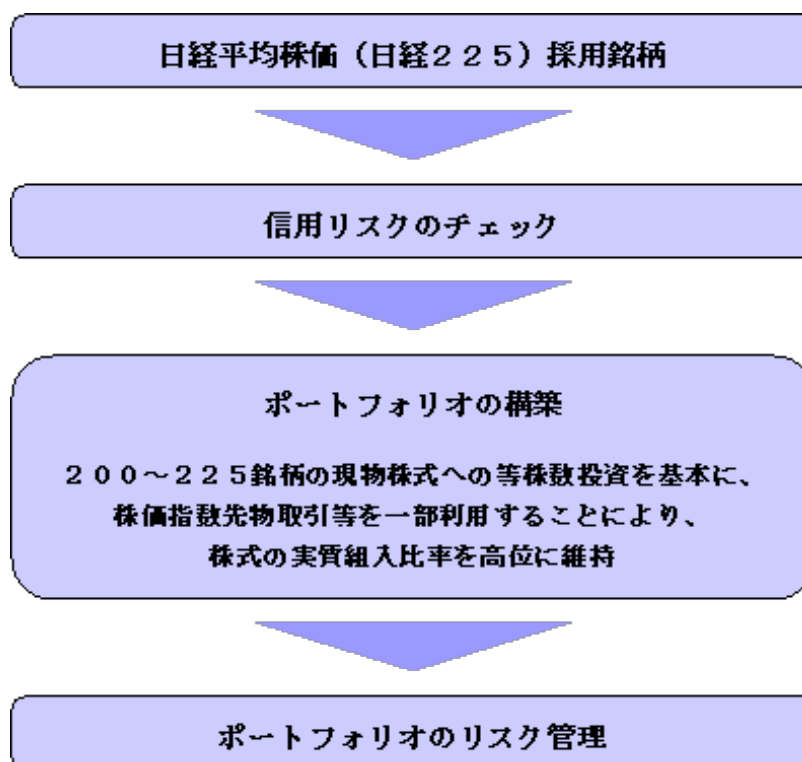 日経平均株価（日経２２５）採用銘柄
信用リスクのチェック
ポートフォリオの構築
２００～２２５銘柄の現物株式への等株数投資を基本に、
株価指数先物取引等を一部利用することにより、
株式の実質組入比率を高位に維持
ポートフォリオのリスク管理